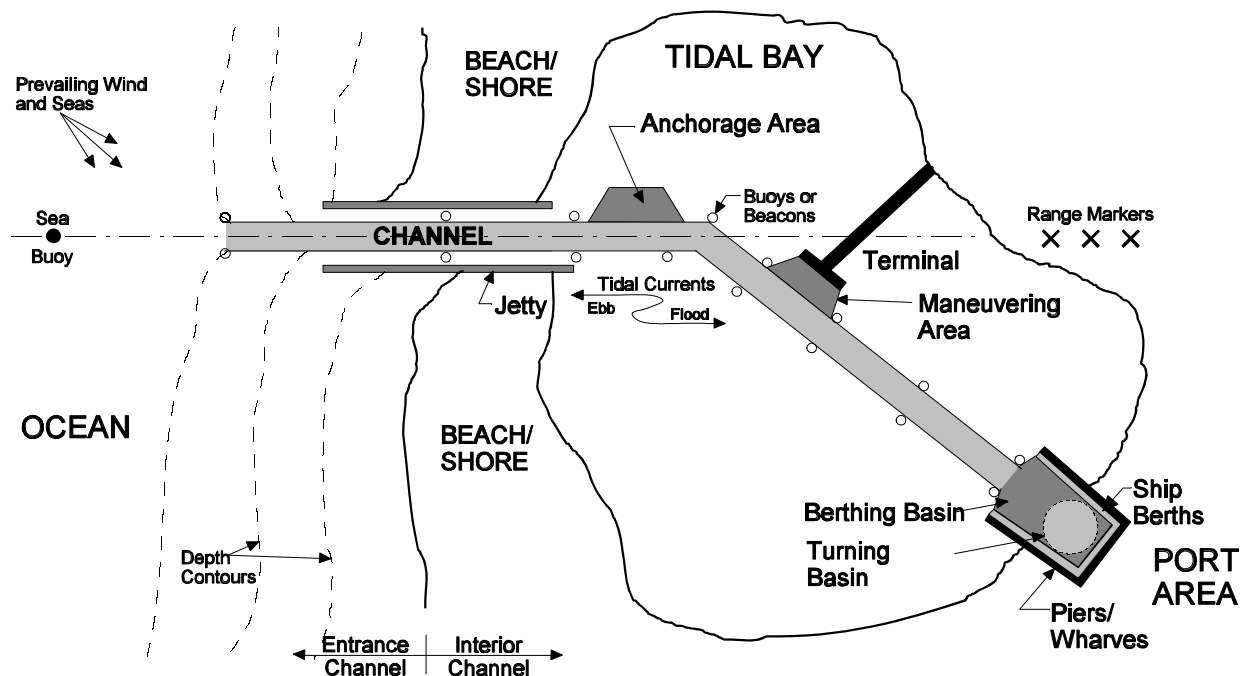 TIDAL BAY
BEACH/
SHORE
Prevailing Wind
and Seas
Anchorage Area
Buoys or
Beacons
Sea
Buoy
Range Markers
CHANNEL
Terminal
Tidal Currents
Ebb
Flood
Jetty
Maneuvering
Area
OCEAN
BEACH/
SHORE
Ship
Berths
Berthing Basin
Turning
Basin
Depth
Contours
PORT
AREA
Piers/
Wharves
Entrance
Channel
Interior
Channel